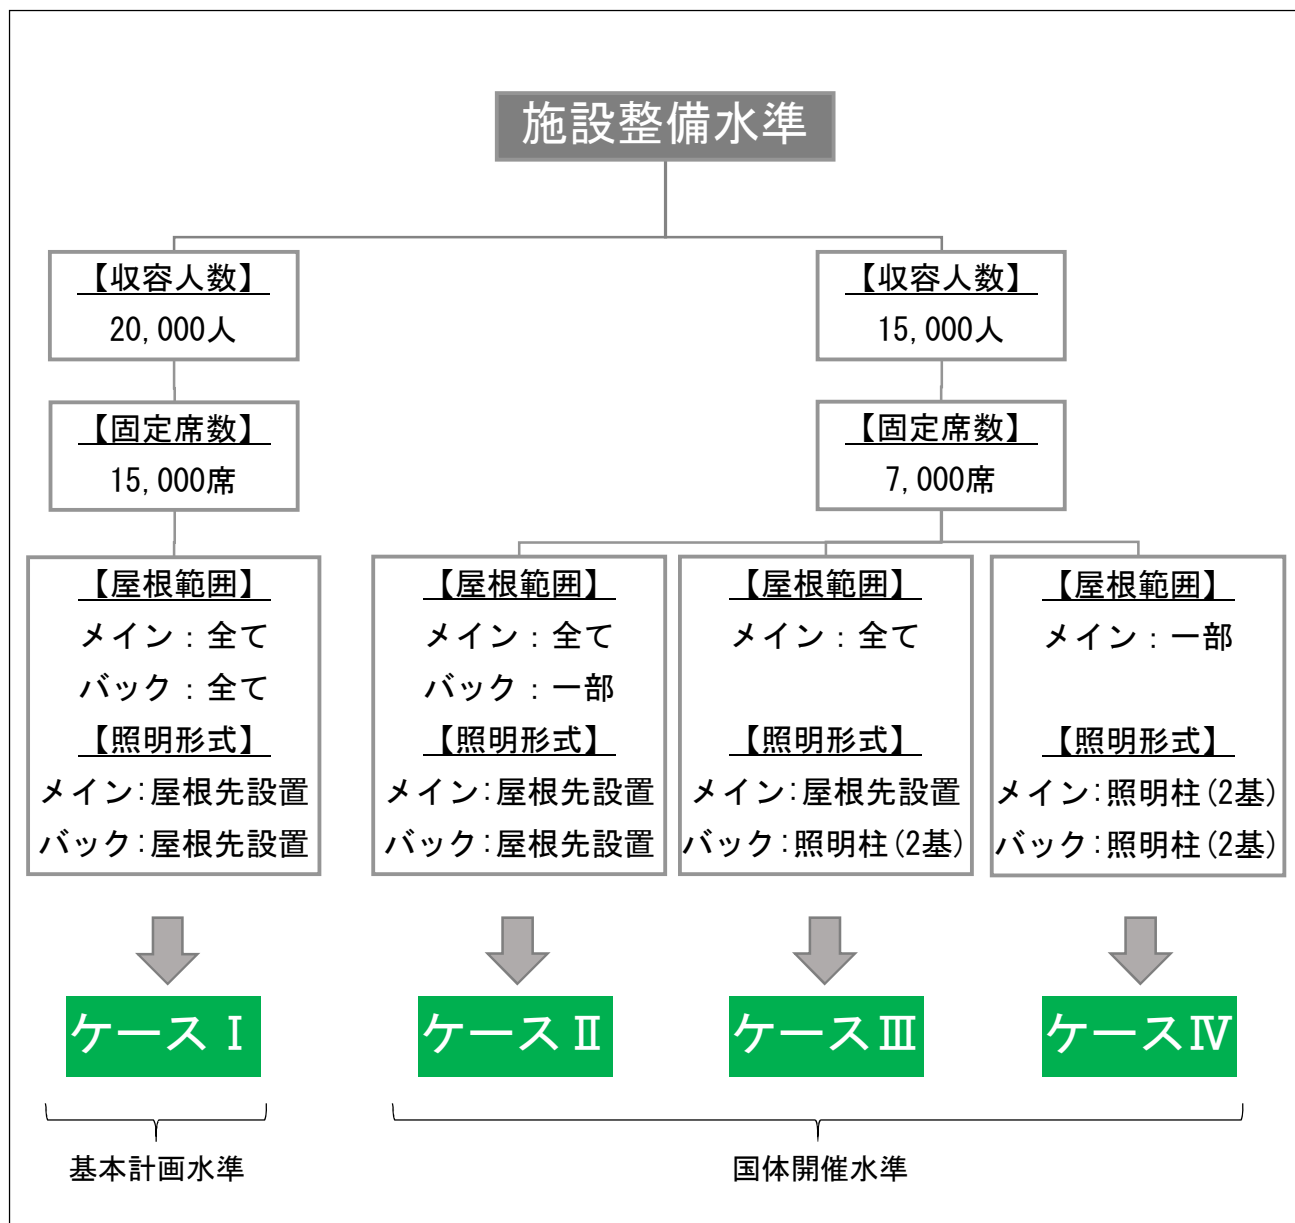 施設整備水準
【収容人数】
20,000人
【収容人数】
15,000人
【固定席数】
15,000席
【固定席数】
7,000席
【屋根範囲】
メイン：全て
バック：全て
【照明形式】
メイン：屋根先設置
バック：屋根先設置
【屋根範囲】
メイン：全て
バック：一部
【照明形式】
メイン：屋根先設置
バック：屋根先設置
【屋根範囲】
メイン：全て
【照明形式】
メイン：屋根先設置
バック：照明柱(2基)
【屋根範囲】
メイン：一部
【照明形式】
メイン：照明柱(2基)
バック：照明柱(2基)
ケースⅠ
ケースⅡ
ケースⅢ
ケースⅣ
基本計画水準
国体開催水準